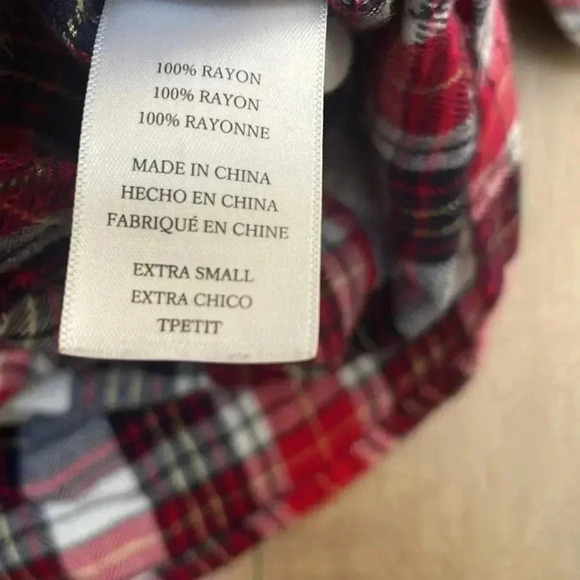 100% RAYON
100% RAYON
100% RAYONNE
MADE IN CHINA
HECHO EN CHINA
FABRIQUÉ EN CHINE
EXTRA SMALL
EXTRA CHICO
TPETIT